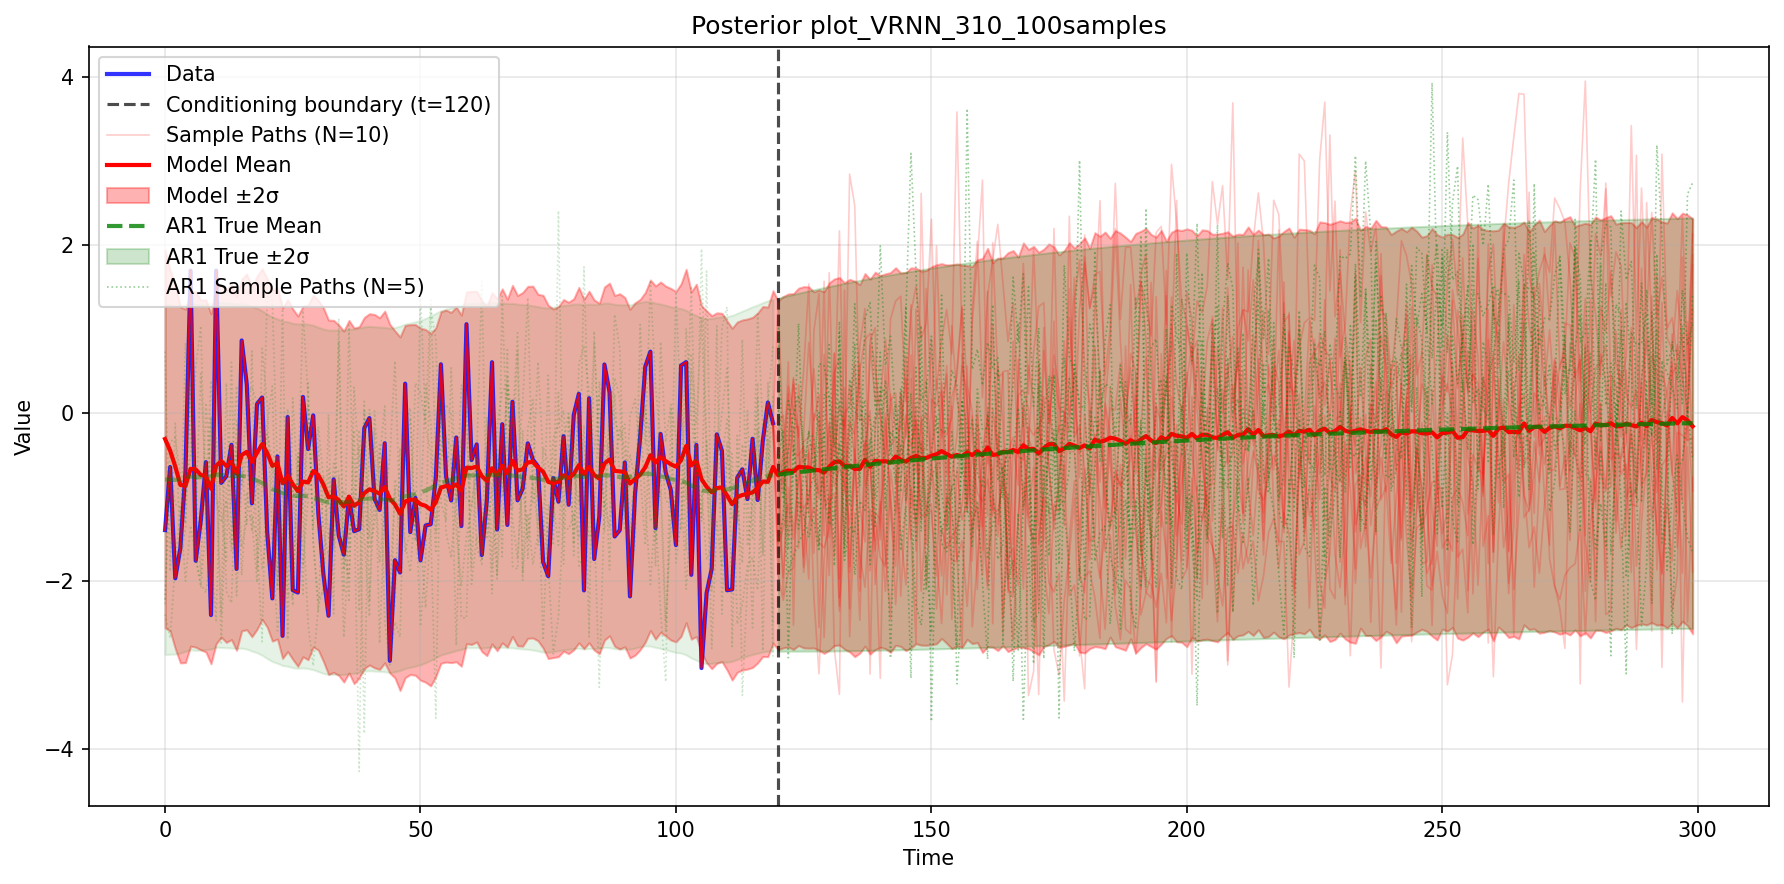 Posterior plot_VRNN_310_100samples
Data
Conditioning boundary (t=120)
Sample Paths (N=10)
Model Mean
Model ±2σ
AR1 True Mean
AR1 True ±2σ
AR1 Sample Paths (N=5)
4
2
0
−2
−4
Value
0
50
100
150
200
250
300
Time